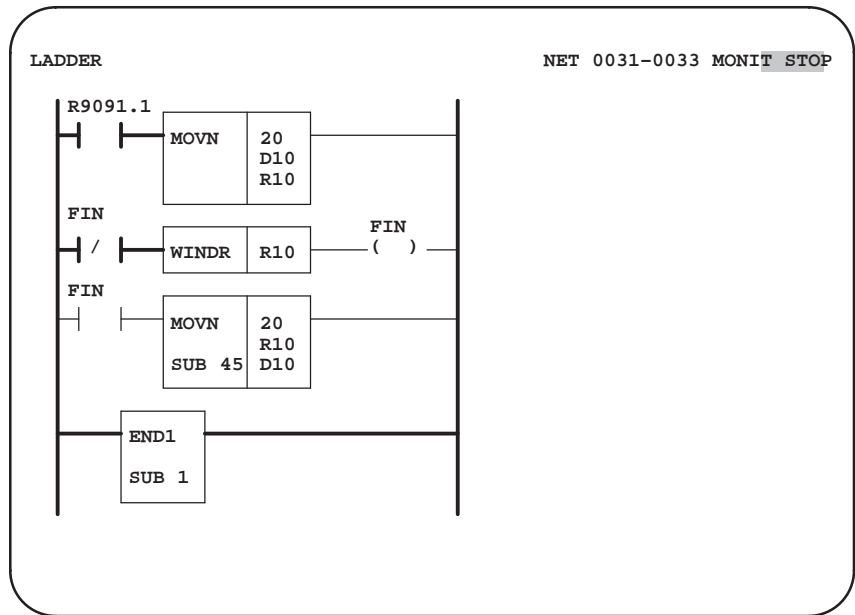 LADDER NET 0031-0033 MONIT STOP
R9091.1
MOVN 20
D10
R10
FIN
FIN
/ WINDR R10 ( )
FIN
MOVN 20
R10
SUB 45 D10
END1
SUB 1